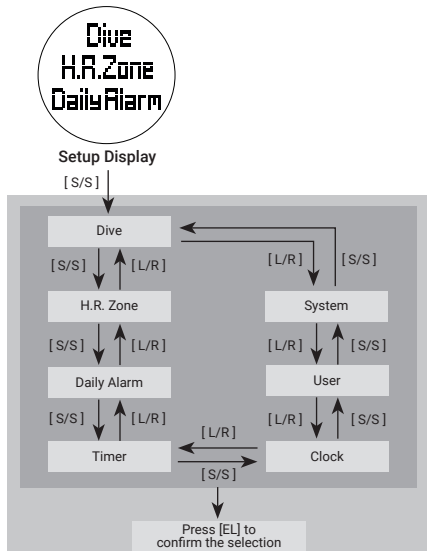 Dive
H.R.Zone
Daily Alarm
Setup Display
[ S/S ]
Dive
[ S/S ]
[ L/R ]
[ L/R ]
[ S/S ]
H.R. Zone
System
[ S/S ]
[ L/R ]
[ L/R ]
[ S/S ]
Daily Alarm
User
[ S/S ]
[ L/R ]
[ L/R ]
[ S/S ]
[ L/R ]
Timer
Clock
[ S/S ]
Press [EL] to
confirm the selection